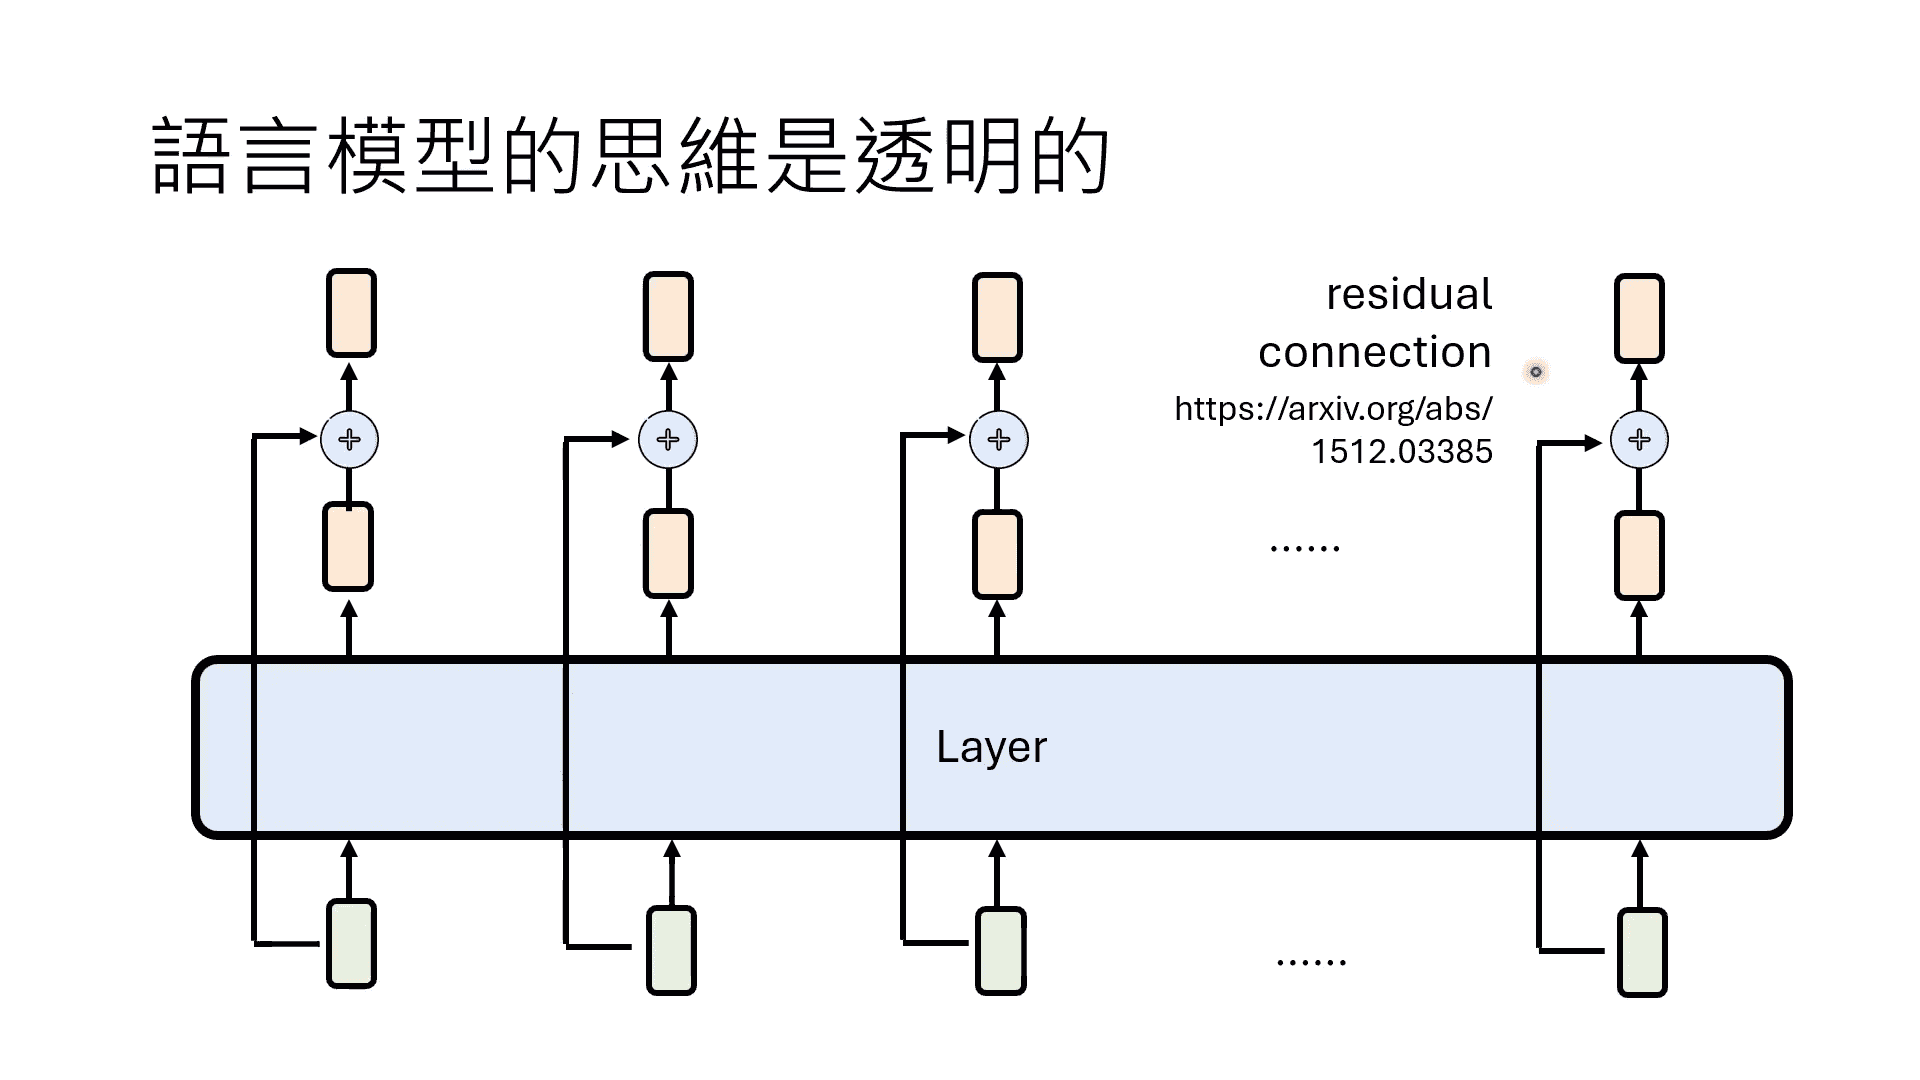 語言模型的思維是透明的
residual
connection
https://arxiv.org/abs/
1512.03385
......
Layer
......